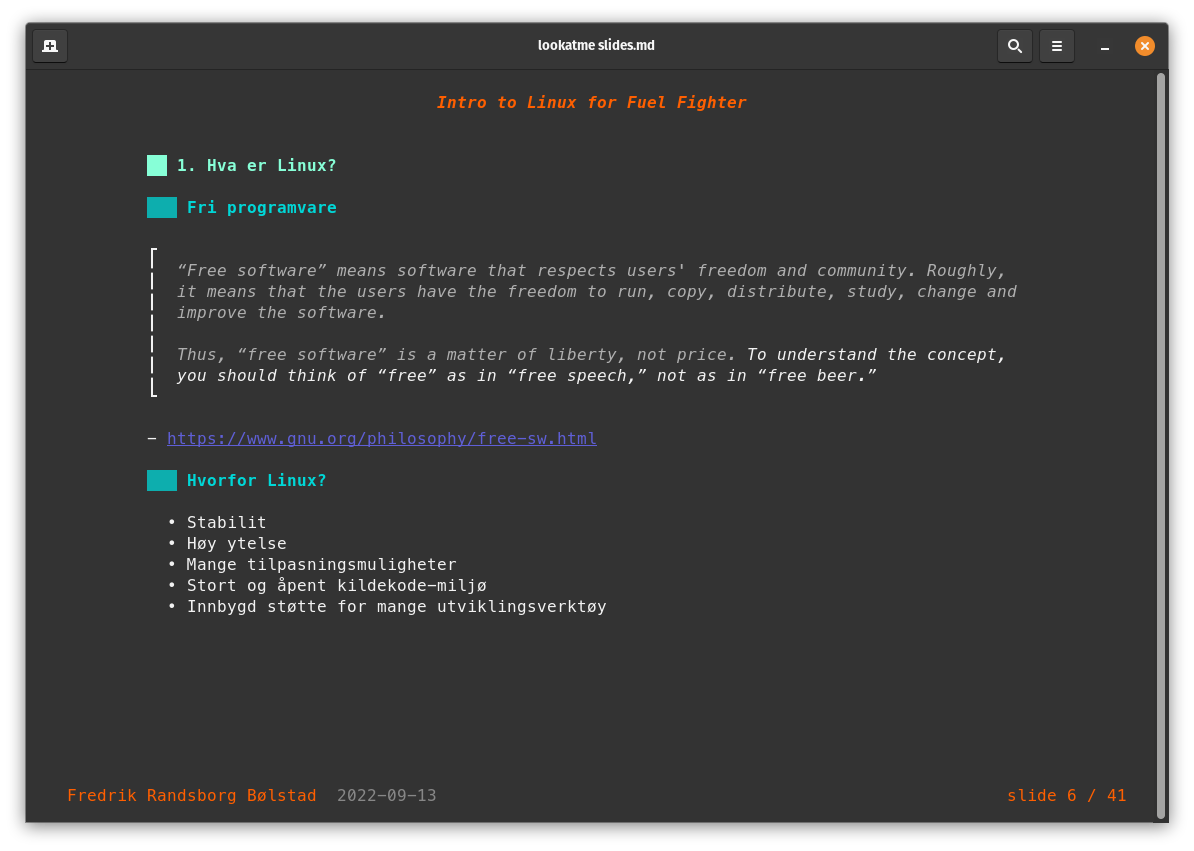 lookatme slides.md
Intro to Linux for Fuel Fighter
1. Hva er Linux?
Fri programvare
“Free software” means software that respects users' freedom and community. Roughly,
it means that the users have the freedom to run, copy, distribute, study, change and
improve the software.
Thus, “free software” is a matter of liberty, not price. To understand the concept,
you should think of “free” as in “free speech,” not as in “free beer.”
– https://www.gnu.org/philosophy/free-sw.html
Hvorfor Linux?
• Stabilit
• Høy ytelse
• Mange tilpasningsmuligheter
• Stort og åpent kildekode-miljø
• Innbygd støtte for mange utviklingsverktøy
Fredrik Randsborg Bølstad 2022-09-13
slide 6 / 41